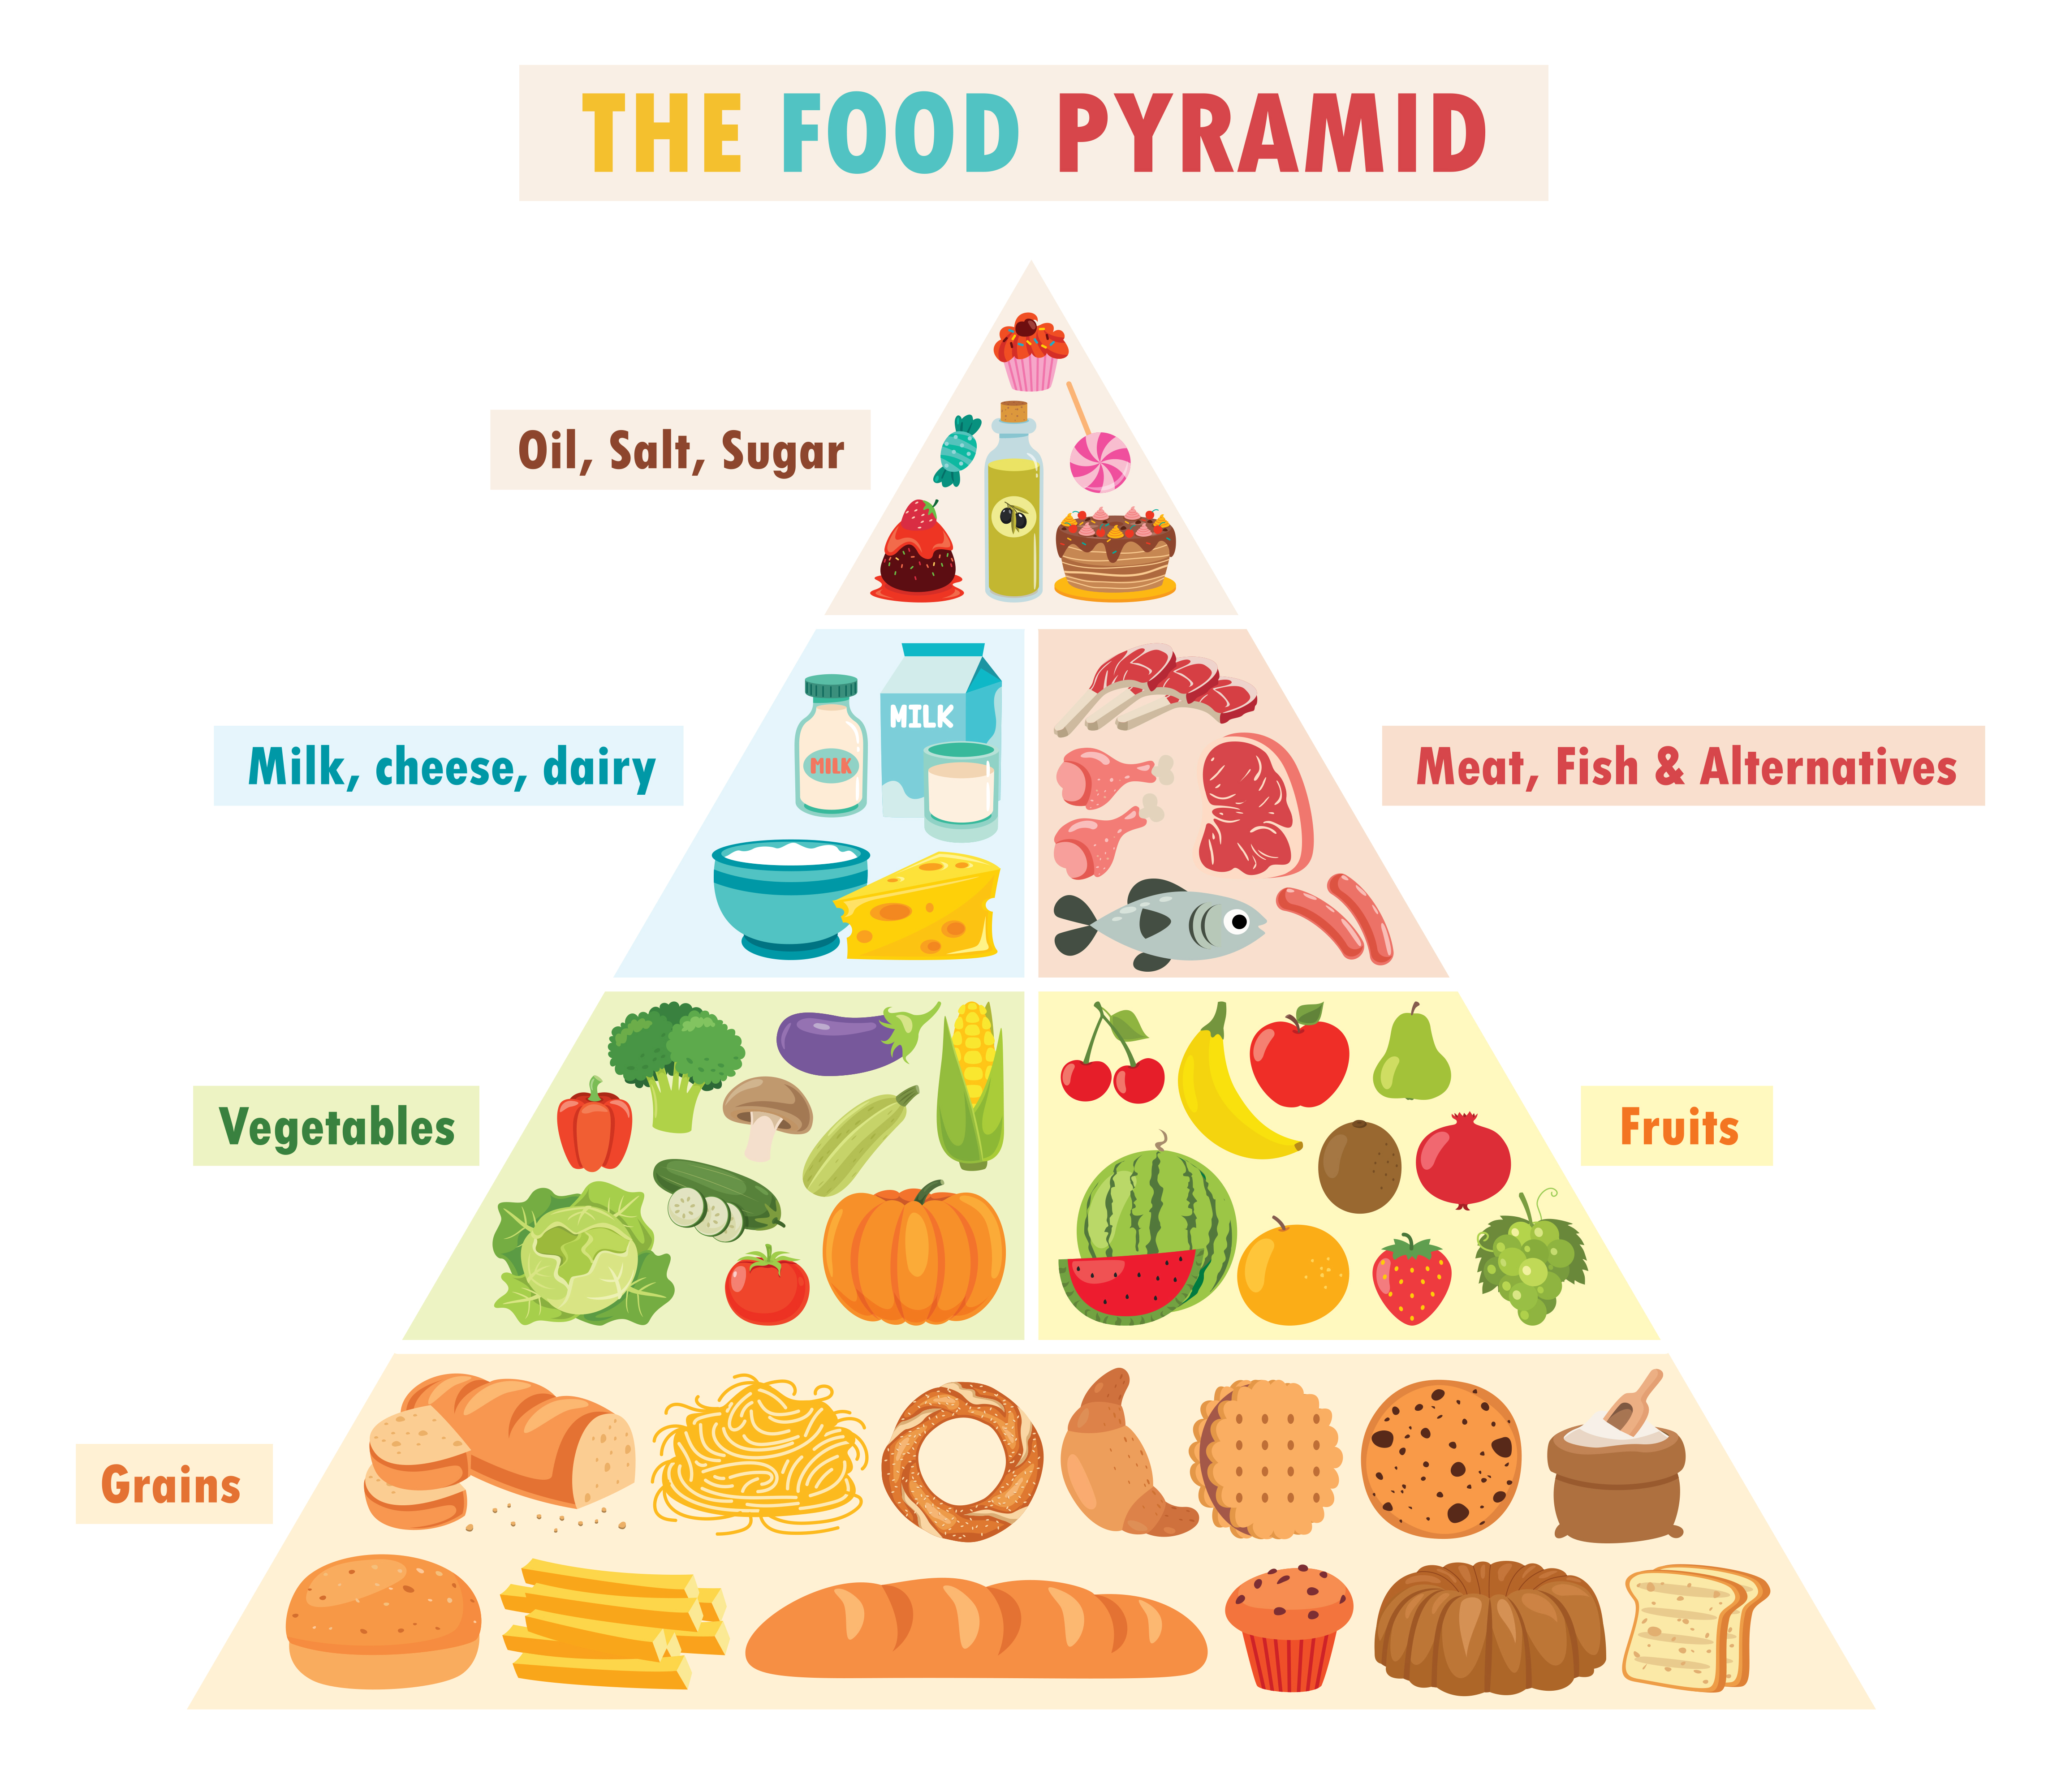 THE FOOD PYRAMID
Oil, Salt, Sugar
MILK
MILK
Milk, cheese, dairy
Meat, Fish & Alternatives
Vegetables
Fruits
Grains